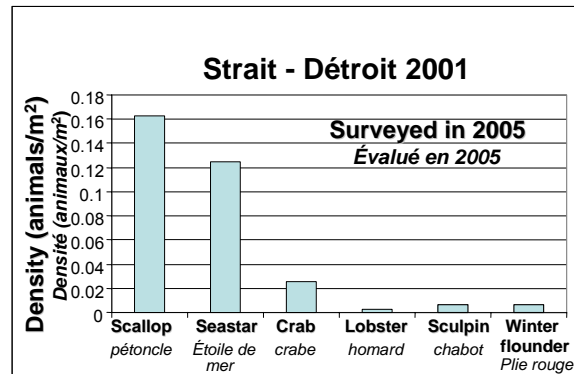 Strait - Détroit 2001
Density (animals/m²)
Densité (animaux/m²)
0.18
0.16
0.14
0.12
0.1
0.08
0.06
0.04
0.02
0
Surveyed in 2005
Évalué en 2005
Scallop Seastar Crab Lobster Sculpin Winter
flounder
pétoncle Étoile de mer crabe homard chabot Plie rouge